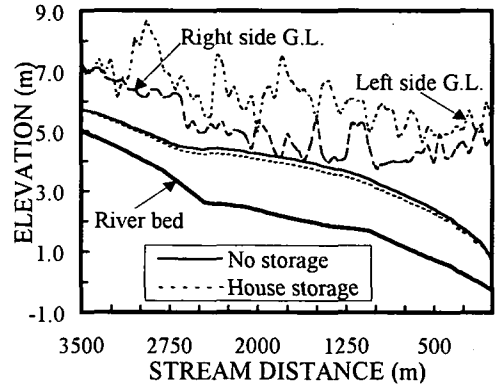 9.0
7.0
5.0
3.0
1.0
-1.0
ELEVATION (m)
Right side G.L.
Left side G.L.
River bed
No storage
House storage
3500 2750 2000 1250 500
STREAM DISTANCE (m)